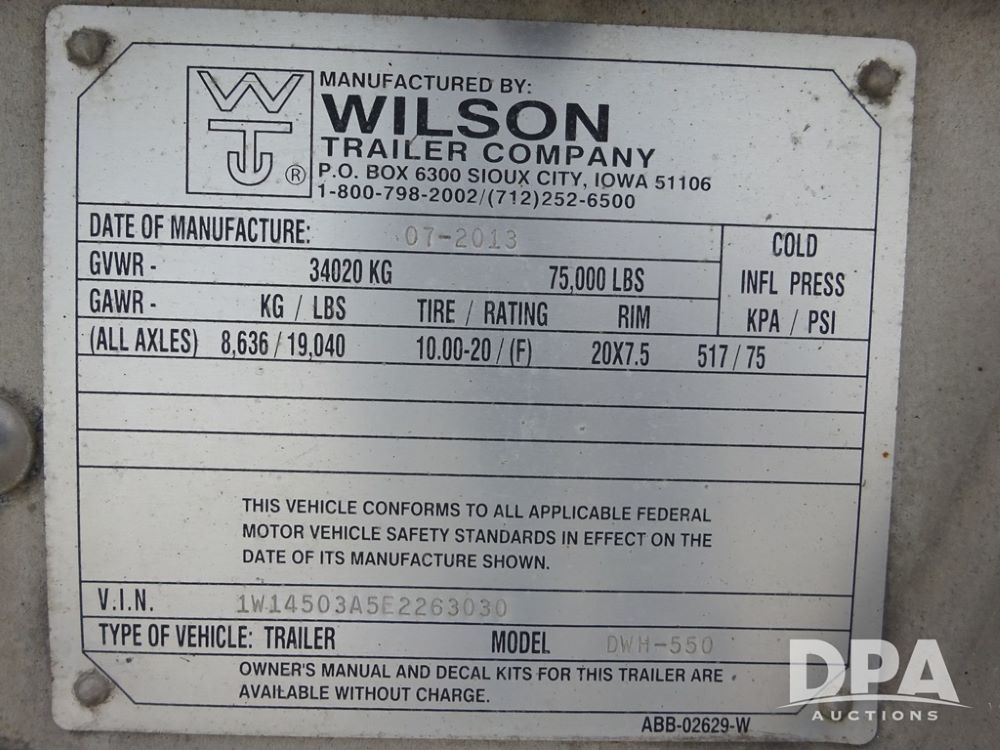 MANUFACTURED BY:
WILSON
TRAILER COMPANY
P.O. BOX 6300 SIOUX CITY, IOWA 51106
1-800-798-2002/(712)252-6500
WT ®
DATE OF MANUFACTURE: 07-2013
COLD
INFL PRESS
KPA / PSI
GVWR - 34020 KG 75,000 LBS
GAWR - KG / LBS TIRE / RATING RIM
(ALL AXLES) 8,636 / 19,040 10.00-20 / (F) 20X7.5 517 / 75
THIS VEHICLE CONFORMS TO ALL APPLICABLE FEDERAL
MOTOR VEHICLE SAFETY STANDARDS IN EFFECT ON THE
DATE OF ITS MANUFACTURE SHOWN.
V.I.N. 1W14503A5E2263030
TYPE OF VEHICLE: TRAILER MODEL DWH-550
OWNER'S MANUAL AND DECAL KITS FOR THIS TRAILER ARE
AVAILABLE WITHOUT CHARGE.
ABB-02629-W
DPA
AUCTIONS